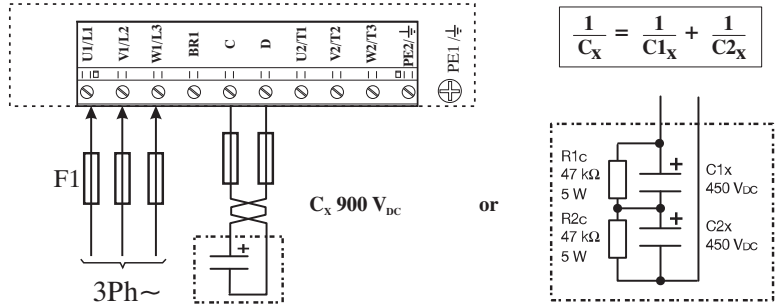 U1/L1
V1/L2
W1/L3
BR1
C
D
U2/T1
V2/T2
W2/T3
PE2/⏚
PE1/⏚
F1
3Ph~
+
Cx 900 VDC
or
1/Cx = 1/C1x + 1/C2x
R1c
47 kΩ
5 W
R2c
47 kΩ
5 W
+
C1x
450 VDC
+
C2x
450 VDC